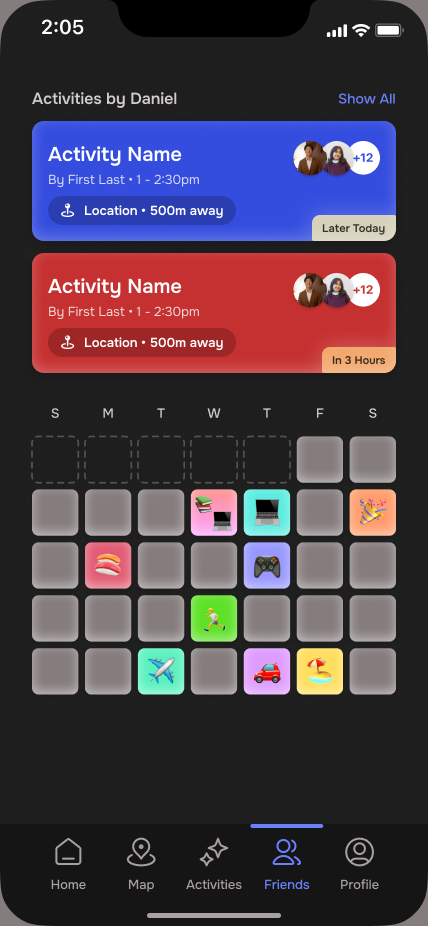 2:05
Activities by Daniel
Show All
Activity Name
+12
By First Last • 1 - 2:30pm
Location • 500m away
Later Today
Activity Name
+12
By First Last • 1 - 2:30pm
Location • 500m away
In 3 Hours
S M T W T F S
Home Map Activities Friends Profile